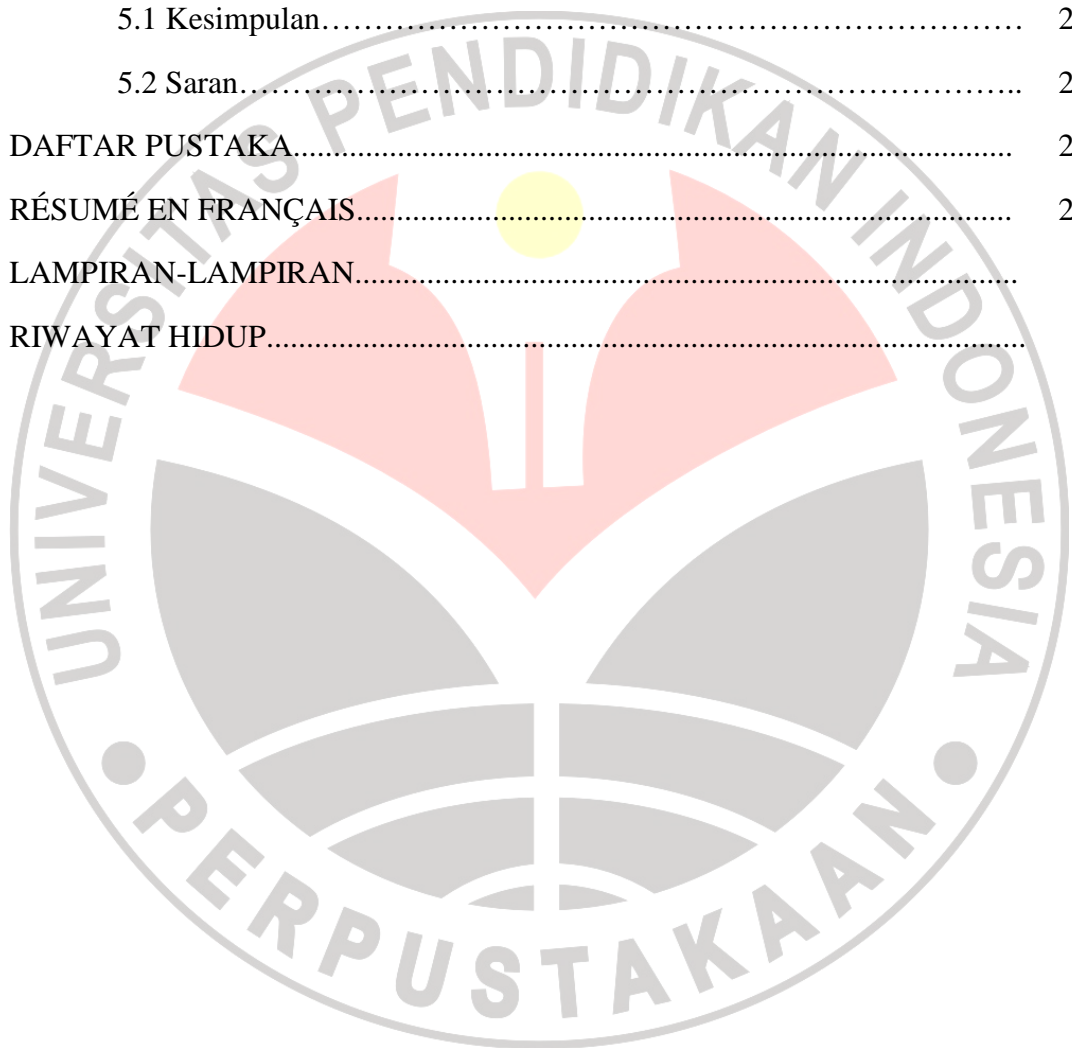 5.1 Kesimpulan………………………………………………………………… 2
5.2 Saran…………………………………………………………………….. 2
DAFTAR PUSTAKA......................................................................................... 2
RÉSUMÉ EN FRANÇAIS................................................................................. 2
LAMPIRAN-LAMPIRAN..................................................................................
RIWAYAT HIDUP..............................................................................................
UNIVERSITAS PENDIDIKAN INDONESIA
• PERPUSTAKAAN •